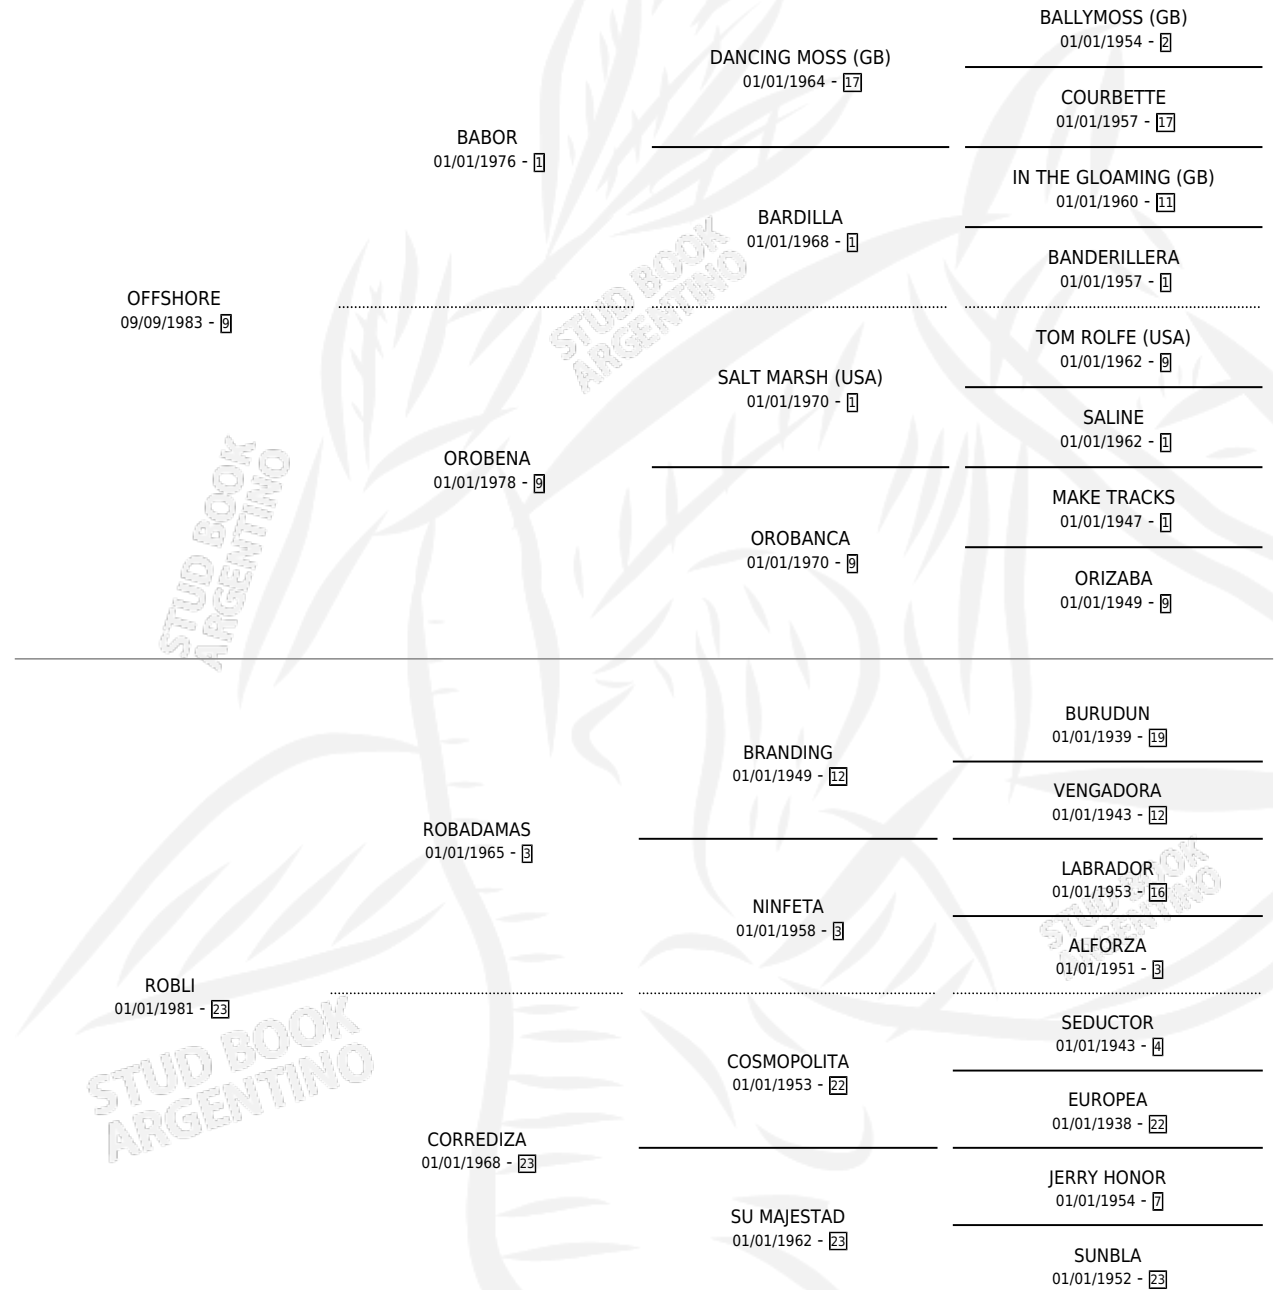 BALLYMOSS (GB)
01/01/1954 - 2
DANCING MOSS (GB)
01/01/1964 - 17
COURBETTE
01/01/1957 - 17
BABOR
01/01/1976 - 1
IN THE GLOAMING (GB)
01/01/1960 - 11
BARDILLA
01/01/1968 - 1
BANDERILLERA
01/01/1957 - 1
OFFSHORE
09/09/1983 - 9
TOM ROLFE (USA)
01/01/1962 - 9
SALT MARSH (USA)
01/01/1970 - 1
SALINE
01/01/1962 - 1
OROBENA
01/01/1978 - 9
MAKE TRACKS
01/01/1947 - 1
OROBANCA
01/01/1970 - 9
ORIZABA
01/01/1949 - 9
BURUDUN
01/01/1939 - 19
BRANDING
01/01/1949 - 12
VENGADORA
01/01/1943 - 12
ROBADAMAS
01/01/1965 - 3
LABRADOR
01/01/1953 - 16
NINFETA
01/01/1958 - 3
ALFORZA
01/01/1951 - 3
ROBLI
01/01/1981 - 23
SEDUCTOR
01/01/1943 - 4
COSMOPOLITA
01/01/1953 - 22
EUROPEA
01/01/1938 - 22
CORREDIZA
01/01/1968 - 23
JERRY HONOR
01/01/1954 - 7
SU MAJESTAD
01/01/1962 - 23
SUNBLA
01/01/1952 - 23
STUD BOOK
ARGENTINO
STUD BOOK
ARGENTINO
STUD BOOK
ARGENTINO
STUD BOOK
ARGENTINO